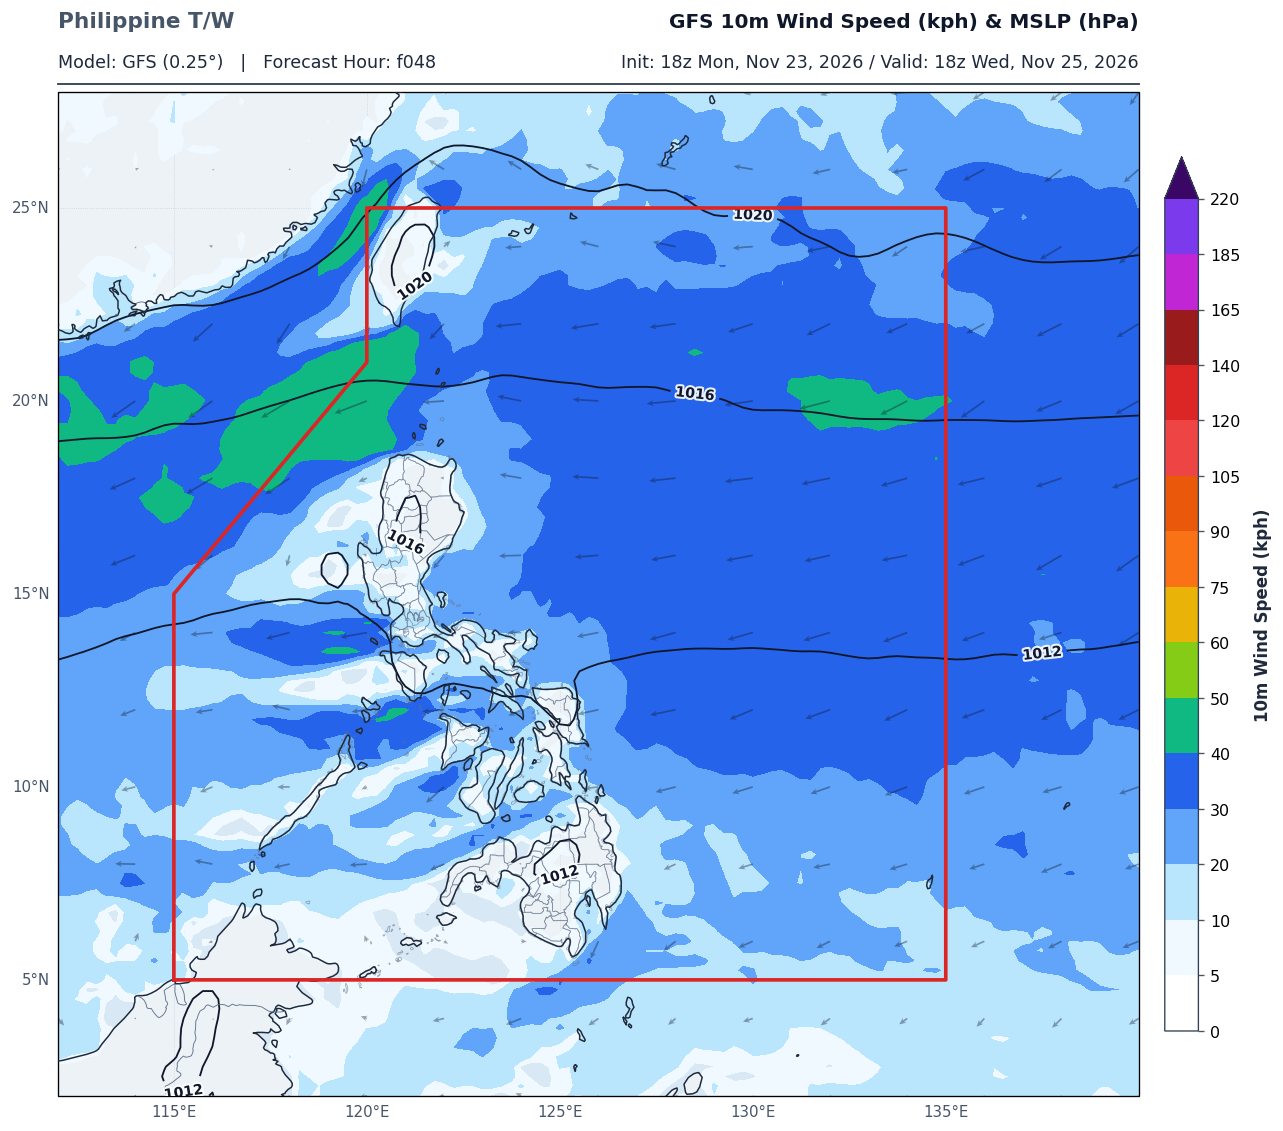 Philippine T/W
GFS 10m Wind Speed (kph) & MSLP (hPa)
Model: GFS (0.25°)   |   Forecast Hour: f048
Init: 18z Mon, Nov 23, 2026 / Valid: 18z Wed, Nov 25, 2026
25°N
20°N
15°N
10°N
5°N
115°E
120°E
125°E
130°E
135°E
1020
1020
1016
1016
1012
1012
1012
220
185
165
140
120
105
90
75
60
50
40
30
20
10
5
0
10m Wind Speed (kph)